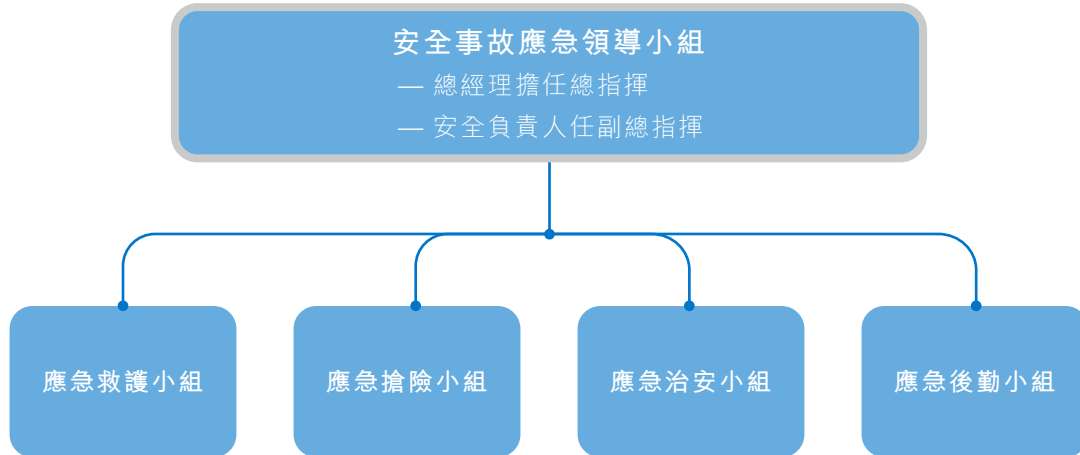 安全事故應急領導小組
— 總經理擔任總指揮
— 安全負責人任副總指揮
應急救護小組
應急搶險小組
應急治安小組
應急後勤小組